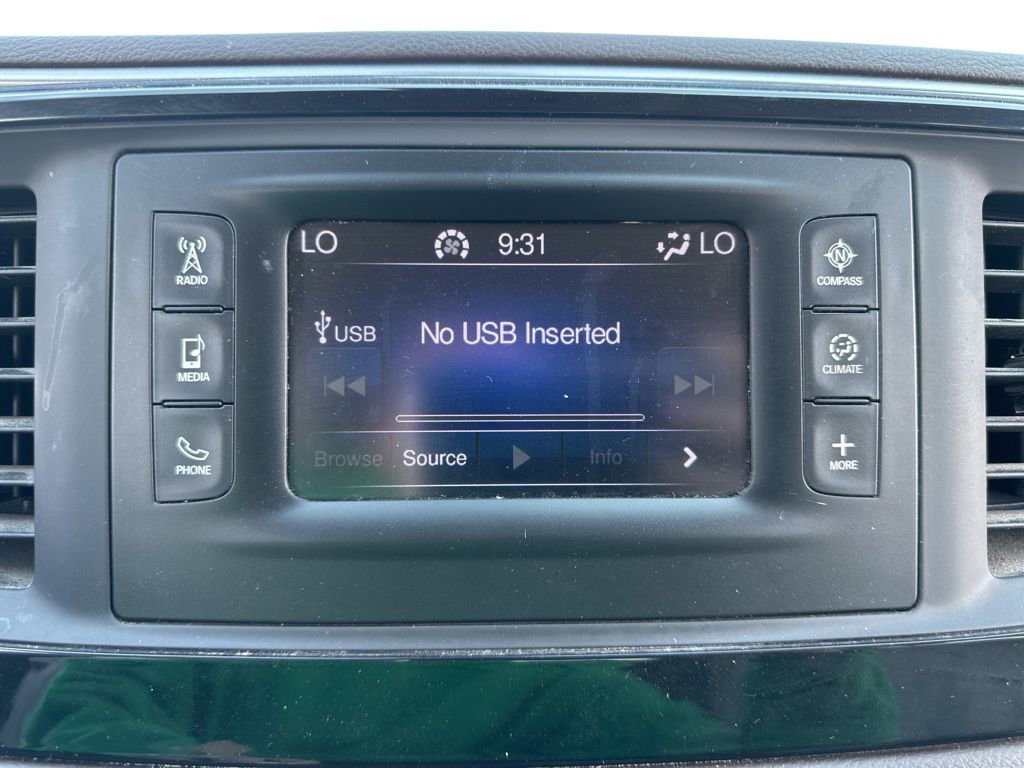 LO 9:31 LO
RADIO
MEDIA
PHONE
USB No USB Inserted
Browse Source Info
N
COMPASS
CLIMATE
MORE